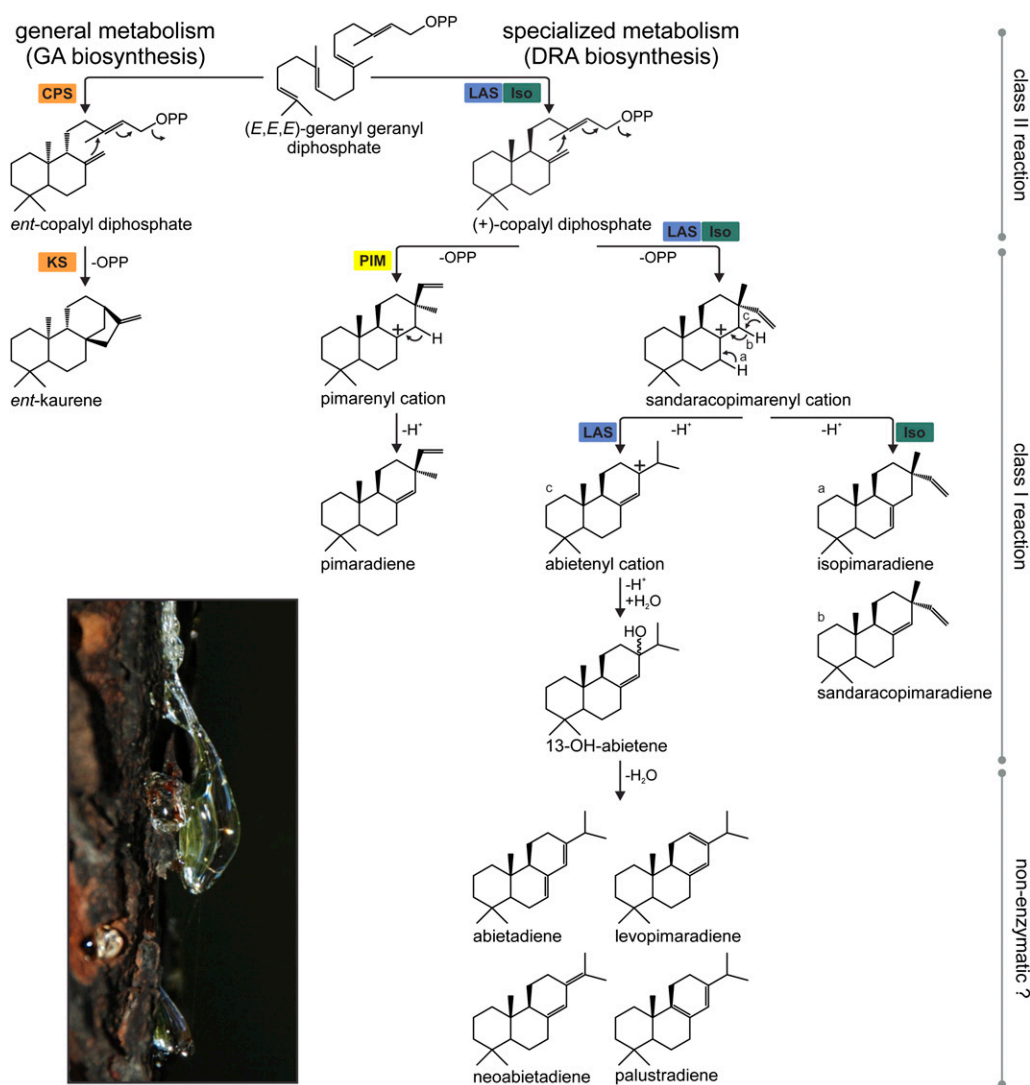 general metabolism
(GA biosynthesis)
OPP
specialized metabolism
(DRA biosynthesis)
CPS
LAS Iso
(E,E,E)-geranyl geranyl
diphosphate
OPP
OPP
ent-copalyl diphosphate
(+)-copalyl diphosphate
class II reaction
KS
-OPP
PIM
-OPP
-OPP
LAS Iso
+
H
+
c
H
b
a
H
ent-kaurene
pimarenyl cation
sandaracopimarenyl cation
-H+
LAS
-H+
-H+
Iso
c
+
a
pimaradiene
abietenyl cation
isopimaradiene
-H+
+H2O
HO
b
sandaracopimaradiene
13-OH-abietene
class I reaction
-H2O
abietadiene
levopimaradiene
neoabietadiene
palustradiene
non-enzymatic ?